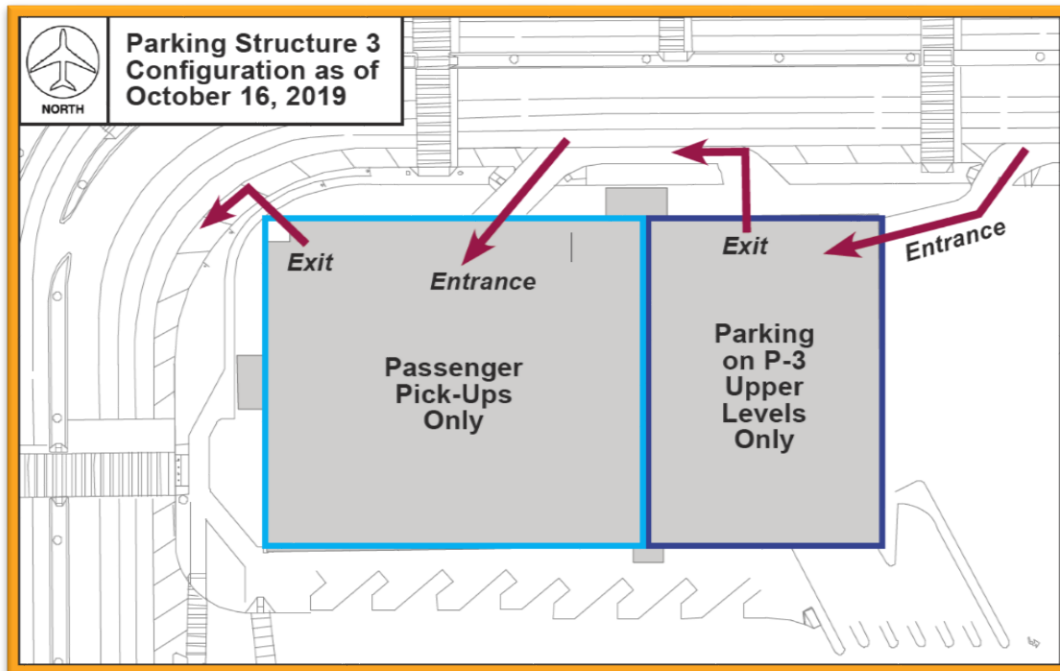 Parking Structure 3
Configuration as of
October 16, 2019
NORTH
Exit
Entrance
Exit
Entrance
Passenger
Pick-Ups
Only
Parking
on P-3
Upper
Levels
Only